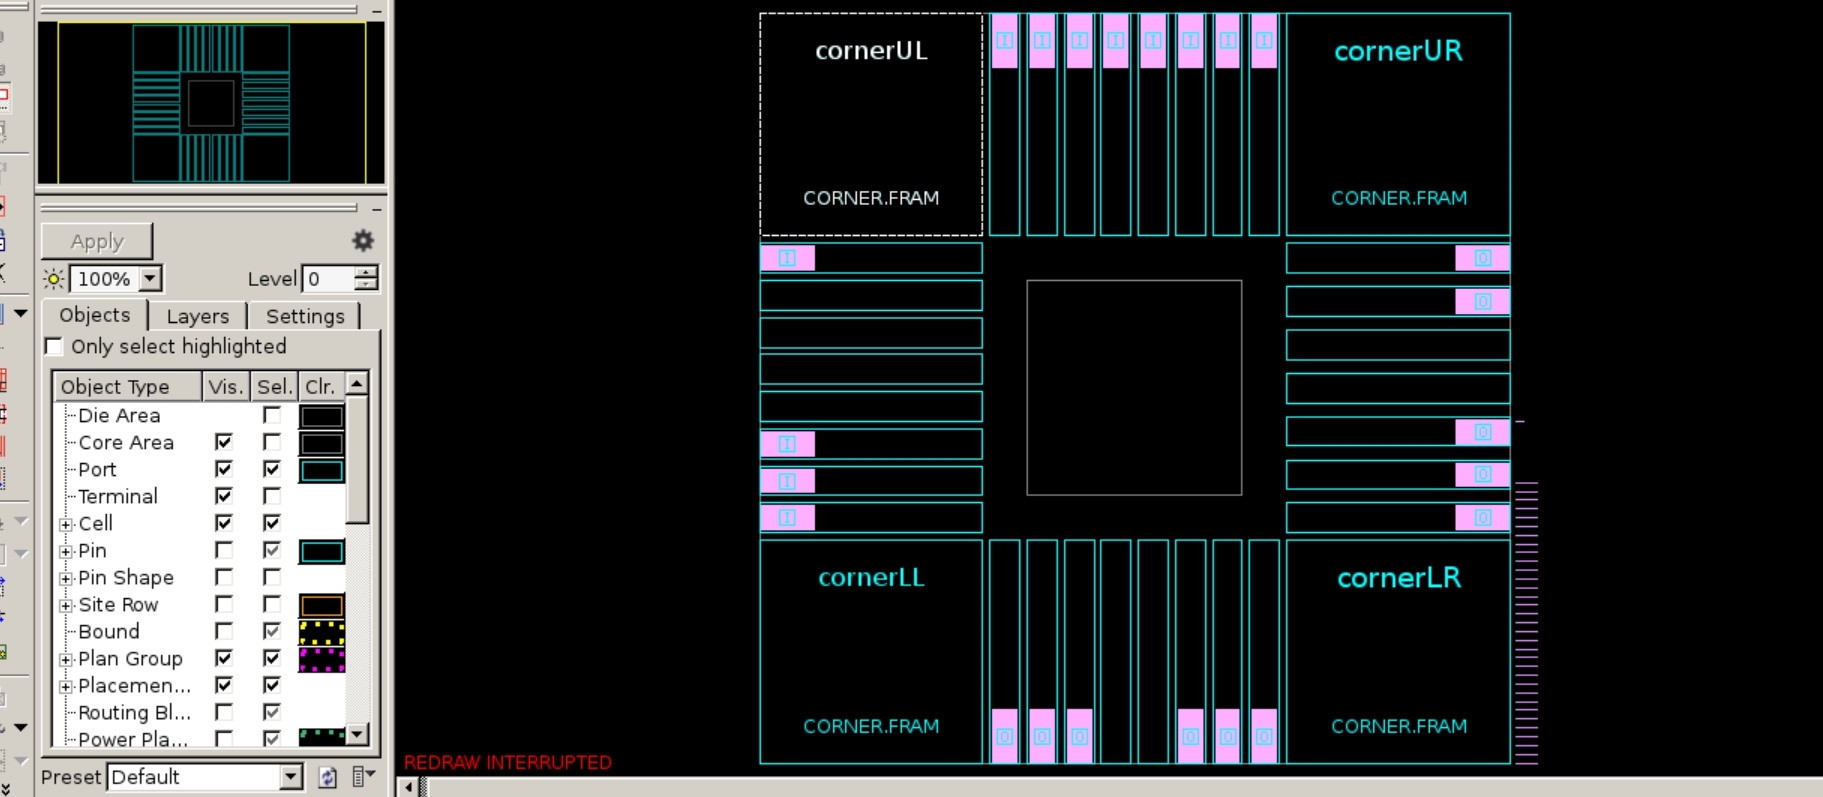 cornerUL
I I I I I I I I
cornerUR
CORNER.FRAM
CORNER.FRAM
Apply
100%
Level 0
Objects
Layers
Settings
Only select highlighted
Object Type Vis. Sel. Clr.
Die Area
Core Area
Port
Terminal
Cell
Pin
Pin Shape
Site Row
Bound
Plan Group
Placemen...
Routing Bl...
Power Pla...
Preset Default
I
O
O
I
O
I
O
I
O
cornerLL
cornerLR
CORNER.FRAM
CORNER.FRAM
O O O O O O
REDRAW INTERRUPTED